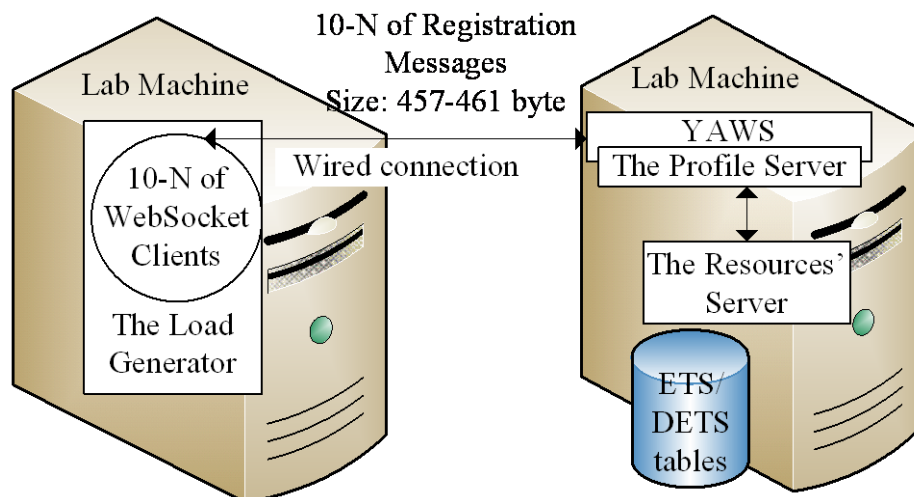 10-N of Registration
Messages
Size: 457-461 byte
Lab Machine
10-N of
WebSocket
Clients
The Load
Generator
Wired connection
Lab Machine
YAWS
The Profile Server
The Resources’
Server
ETS/
DETS
tables